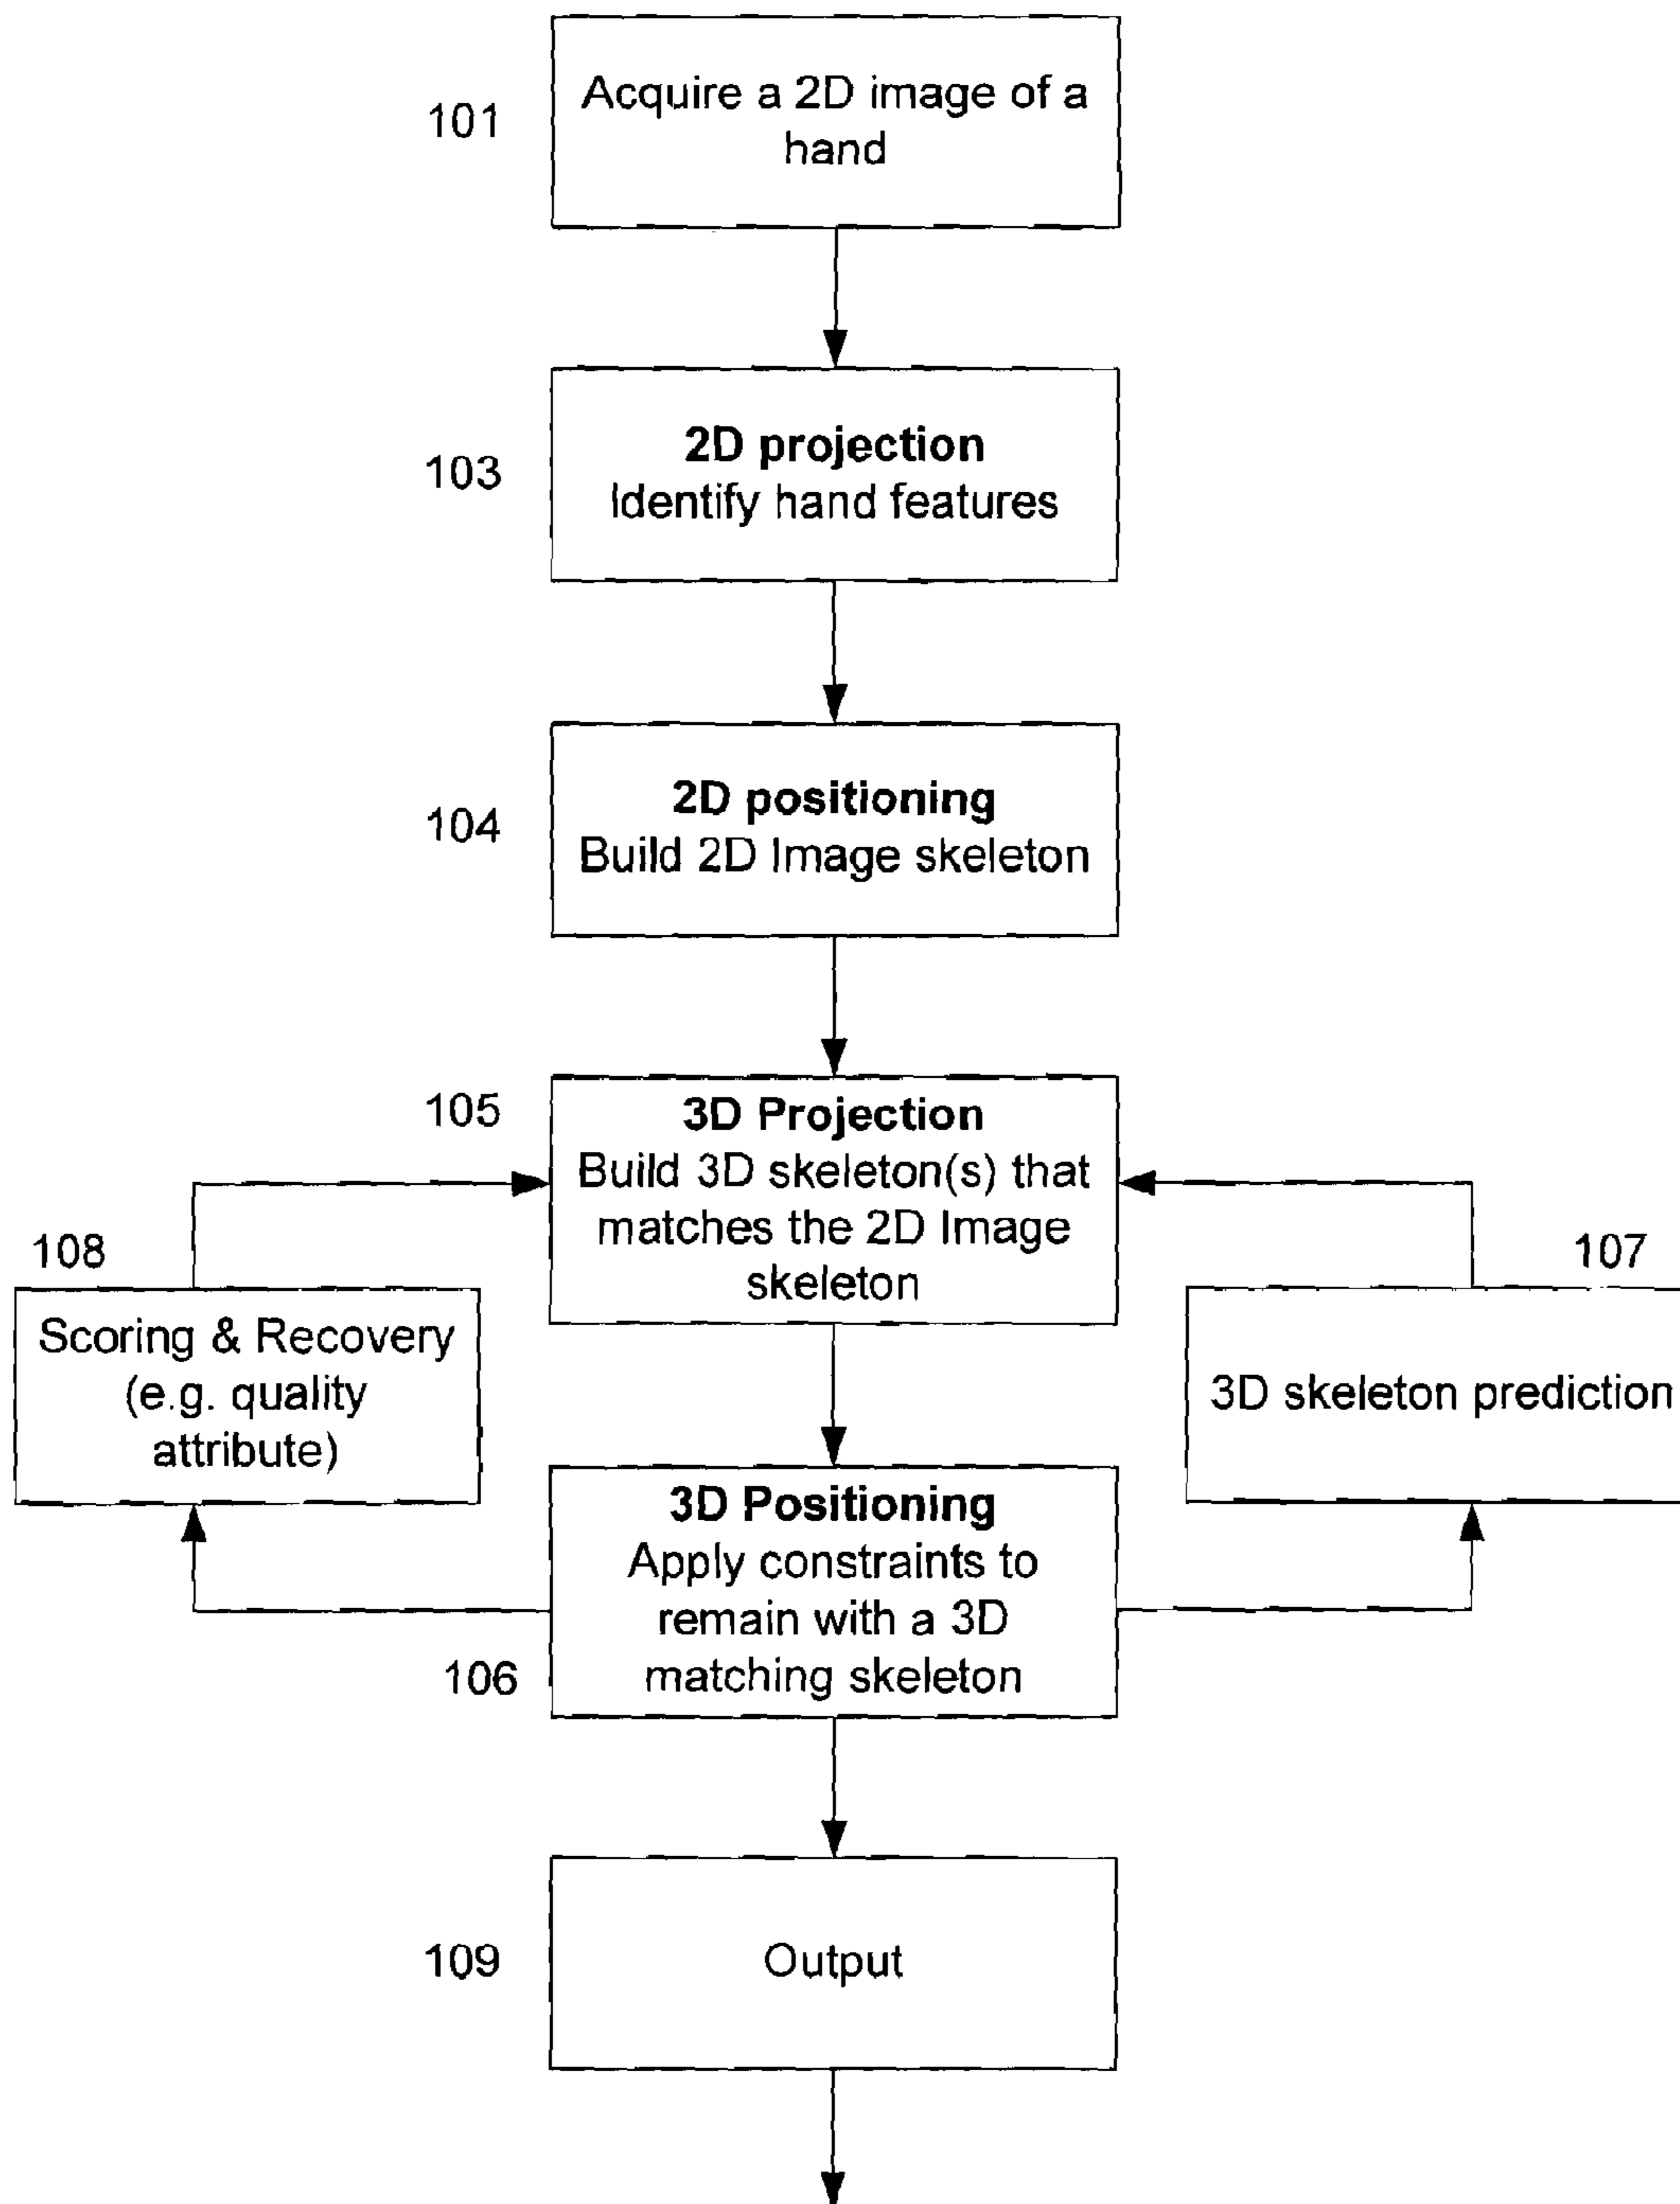 101
Acquire a 2D image of a
hand
103
2D projection
Identify hand features
104
2D positioning
Build 2D Image skeleton
105
3D Projection
Build 3D skeleton(s) that
matches the 2D Image
skeleton
108
Scoring & Recovery
(e.g. quality
attribute)
107
3D skeleton prediction
106
3D Positioning
Apply constraints to
remain with a 3D
matching skeleton
109
Output